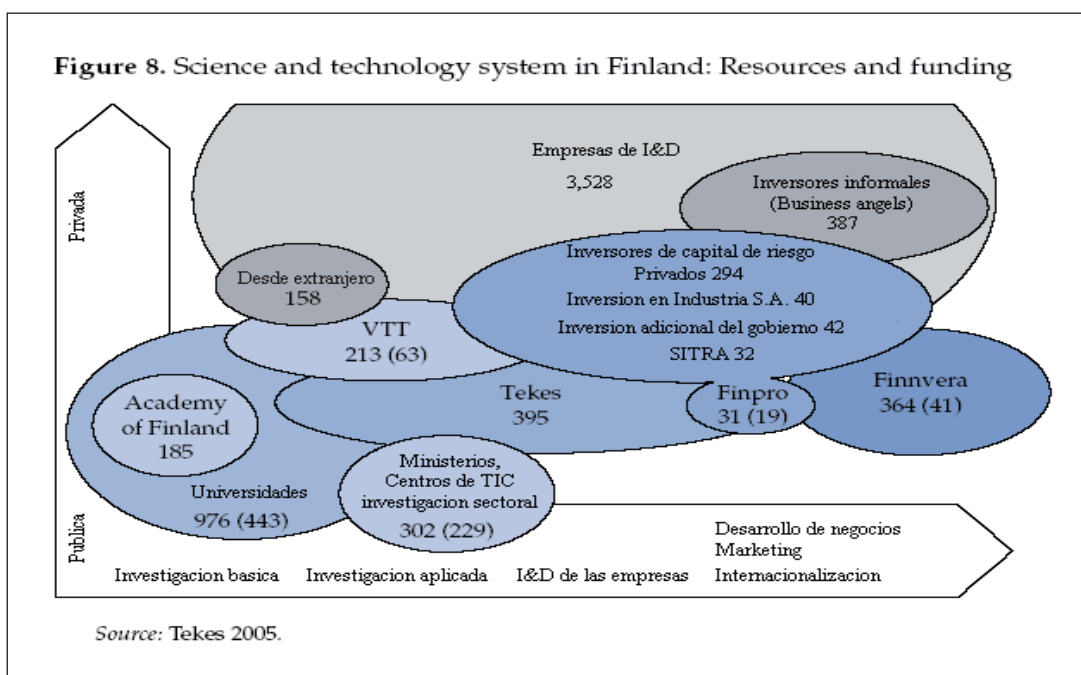 Figure 8. Science and technology system in Finland: Resources and funding
Privada
Empresas de I&D
3,528
Inversores informales
(Business angels)
387
Inversores de capital de riesgo
Privados 294
Inversion en Industria S.A. 40
Inversion adicional del gobierno 42
SITRA 32
Desde extranjero
158
VTT
213 (63)
Tekes
395
Finpro
31 (19)
Finnvera
364 (41)
Academy
of Finland
185
Universidades
976 (443)
Ministerios,
Centros de TIC
investigacion sectoral
302 (229)
Publica
Investigacion basica
Investigacion aplicada
I&D de las empresas
Desarrollo de negocios
Marketing
Internacionalizacion
Source: Tekes 2005.